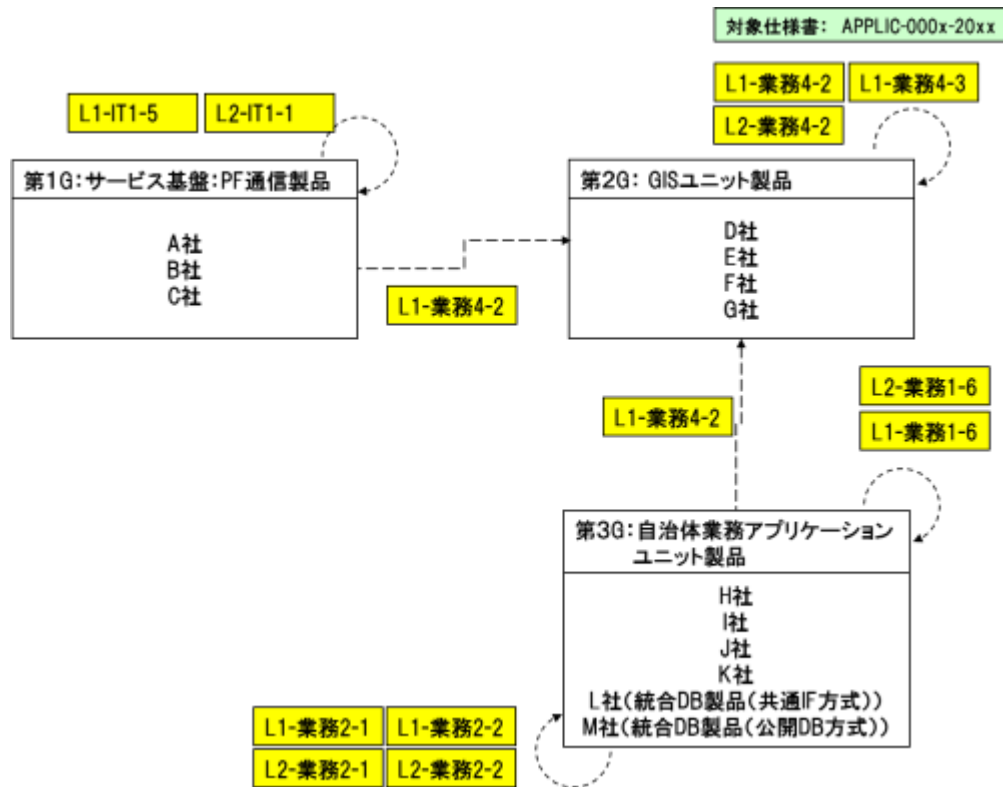 対象仕様書: APPLIC-000x-20xx
L1-業務4-2 L1-業務4-3
L2-業務4-2
L1-IT1-5 L2-IT1-1
第1G:サービス基盤:PF通信製品
A社
B社
C社
第2G: GISユニット製品
D社
E社
F社
G社
L1-業務4-2
L1-業務4-2
L2-業務1-6
L1-業務1-6
第3G:自治体業務アプリケーション
ユニット製品
H社
I社
J社
K社
L社(統合DB製品(共通IF方式))
M社(統合DB製品(公開DB方式))
L1-業務2-1 L1-業務2-2
L2-業務2-1 L2-業務2-2